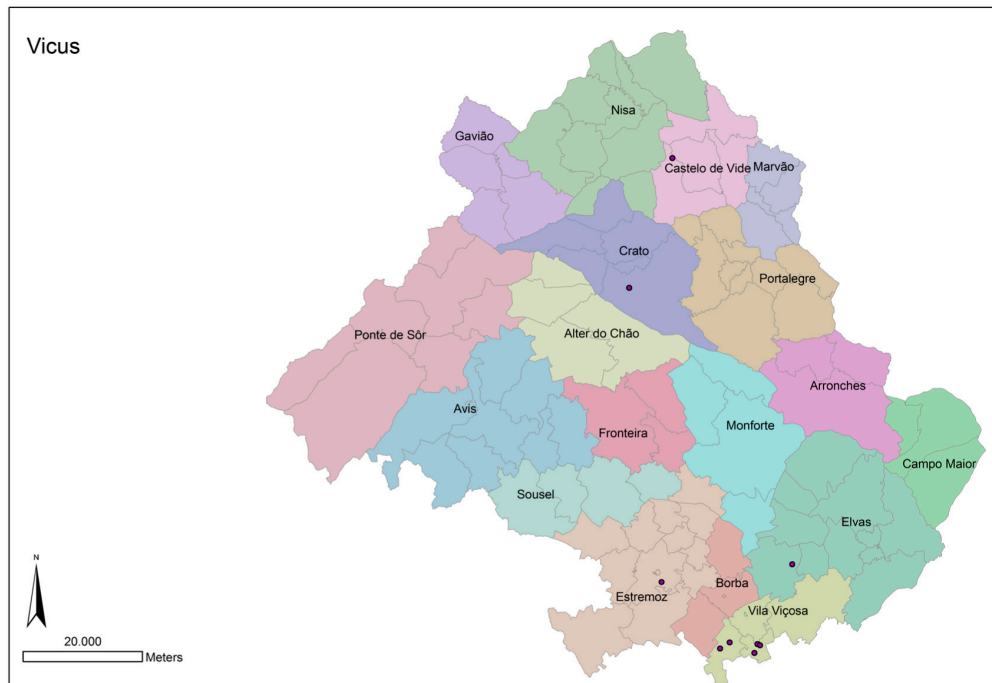 Vicus
Nisa
Gavião
Castelo de Vide
Marvão
Crato
Portalegre
Ponte de Sôr
Alter do Chão
Arronches
Avis
Fronteira
Monforte
Campo Maior
Sousel
Elvas
N
Estremoz
Borba
Vila Viçosa
20.000
Meters